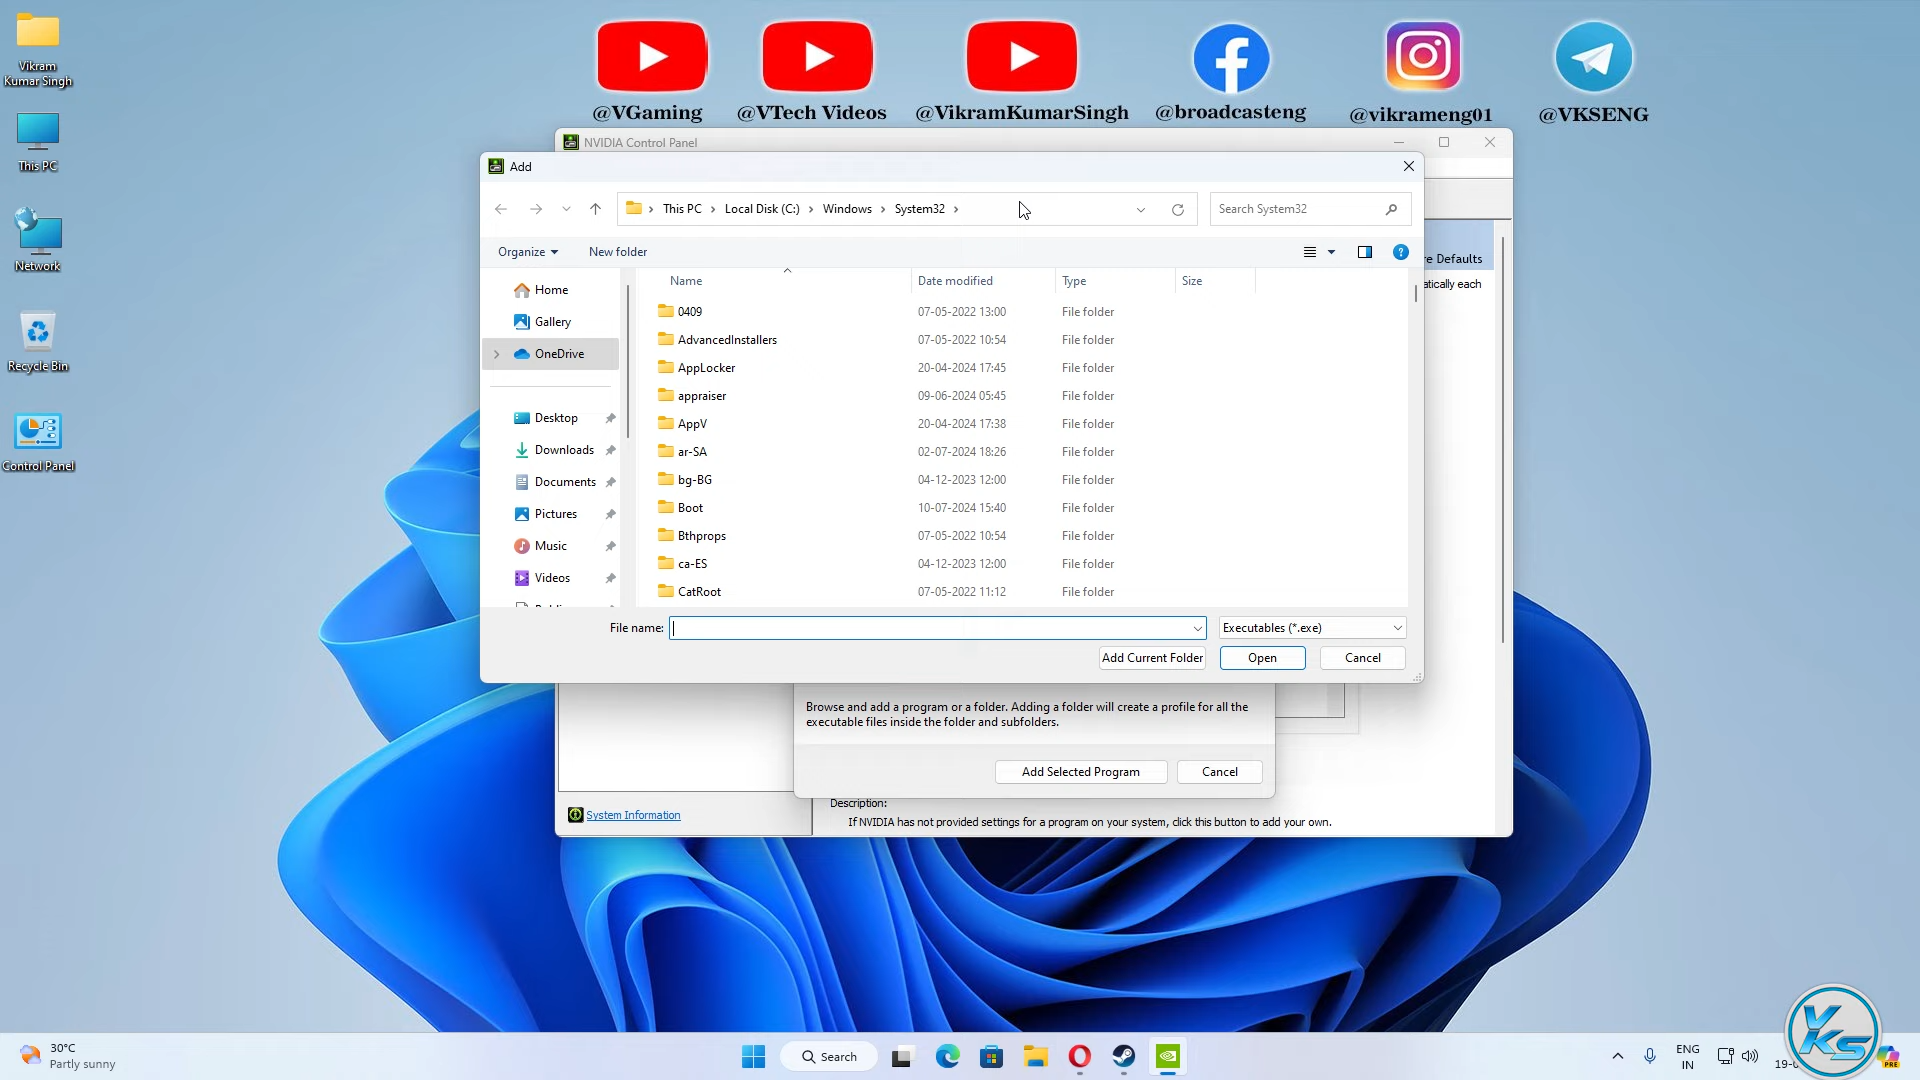 Vikram
Kumar Singh
This PC
Network
Recycle Bin
Control Panel
@VGaming
@VTech Videos
@VikramKumarSingh
@broadcasteng
@vikrameng01
@VKSENG
NVIDIA Control Panel
Add
This PC
Local Disk (C:)
Windows
System32
Search System32
Organize
New folder
Home
Gallery
OneDrive
Desktop
Downloads
Documents
Pictures
Music
Videos
Name Date modified Type Size
0409 07-05-2022 13:00 File folder
AdvancedInstallers 07-05-2022 10:54 File folder
AppLocker 20-04-2024 17:45 File folder
appraiser 09-06-2024 05:45 File folder
AppV 20-04-2024 17:38 File folder
ar-SA 02-07-2024 18:26 File folder
bg-BG 04-12-2023 12:00 File folder
Boot 10-07-2024 15:40 File folder
Bthprops 07-05-2022 10:54 File folder
ca-ES 04-12-2023 12:00 File folder
CatRoot 07-05-2022 11:12 File folder
re Defaults
atically each
File name:
Executables (*.exe)
Add Current Folder
Open
Cancel
Browse and add a program or a folder. Adding a folder will create a profile for all the
executable files inside the folder and subfolders.
Add Selected Program
Cancel
System Information
Description:
If NVIDIA has not provided settings for a program on your system, click this button to add your own.
30°C
Partly sunny
Search
ENG
IN
19-
VKS
PRE